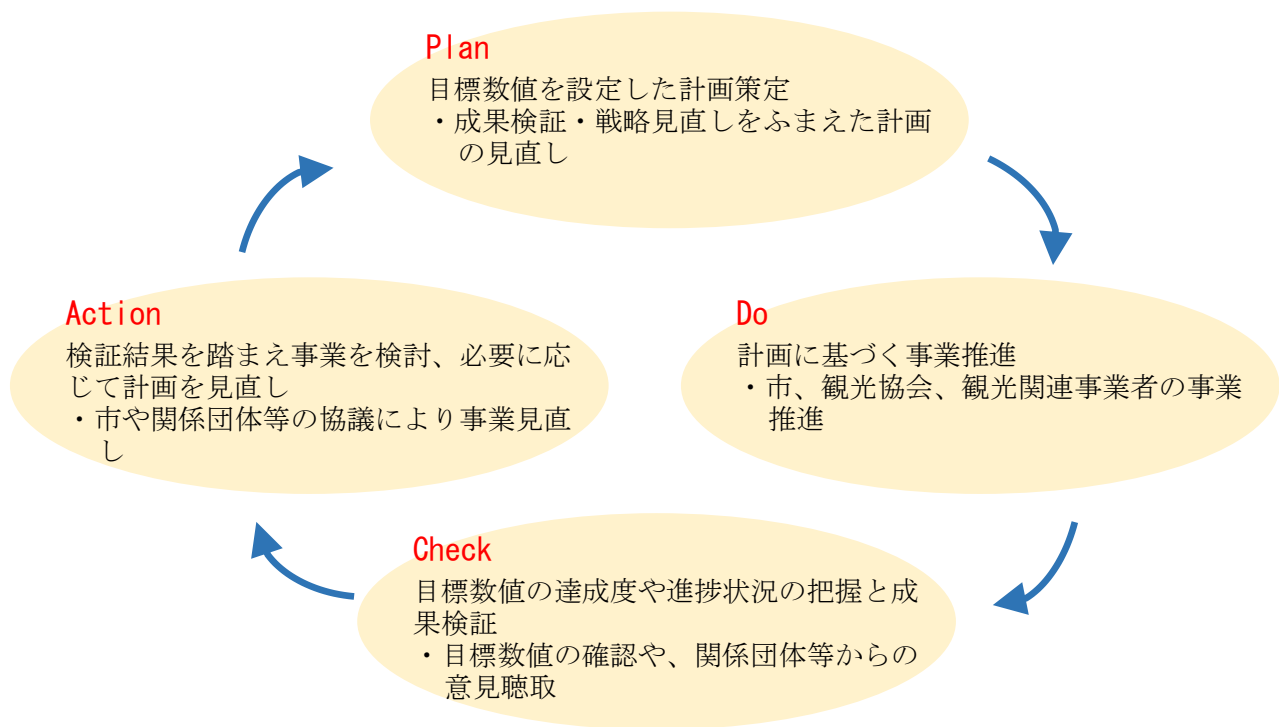 Plan
目標数値を設定した計画策定
・成果検証・戦略見直しをふまえた計画
の見直し
Action
検証結果を踏まえ事業を検討、必要に応
じて計画を見直し
・市や関係団体等の協議により事業見直
し
Do
計画に基づく事業推進
・市、観光協会、観光関連事業者の事業
推進
Check
目標数値の達成度や進捗状況の把握と成
果検証
・目標数値の確認や、関係団体等からの
意見聴取